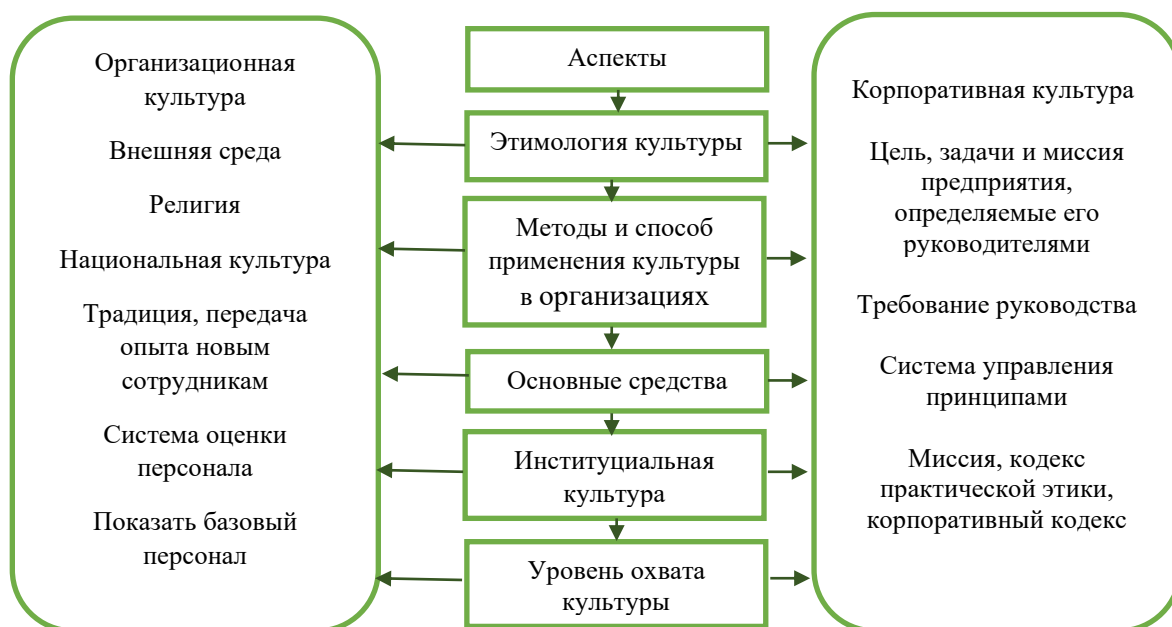 Организационная
культура
Внешняя среда
Религия
Национальная культура
Традиция, передача
опыта новым
сотрудникам
Система оценки
персонала
Показать базовый
персонал
Аспекты
Этимология культуры
Методы и способ
применения культуры
в организациях
Основные средства
Институциальная
культура
Уровень охвата
культуры
Корпоративная культура
Цель, задачи и миссия
предприятия,
определяемые его
руководителями
Требование руководства
Система управления
принципами
Миссия, кодекс
практической этики,
корпоративный кодекс